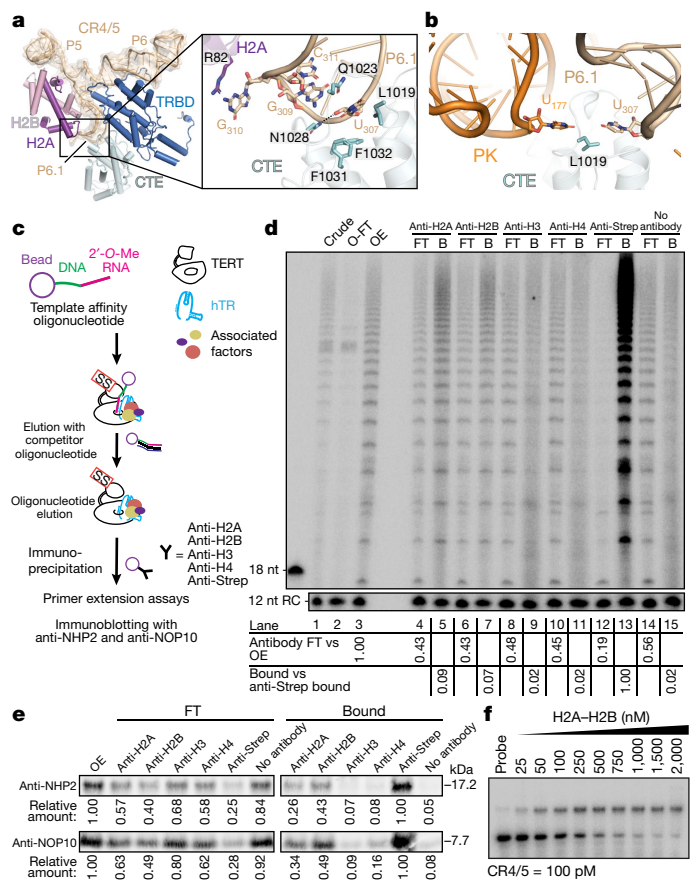 a
CR4/5
P5
P6
H2B
H2A
TRBD
P6.1
CTE
H2A
R82
C311
P6.1
Q1023
L1019
G309
G310
U307
N1028
F1032
F1031
CTE
b
P6.1
U177
U307
PK
L1019
CTE
c
Bead
DNA
2′-O-Me
RNA
Template affinity
oligonucleotide
TERT
hTR
Associated
factors
SS
Elution with
competitor
oligonucleotide
SS
Oligonucleotide
elution
Immuno-
precipitation
Anti-H2A
Anti-H2B
Y = Anti-H3
Anti-H4
Anti-Strep
Primer extension assays
Immunoblotting with
anti-NHP2 and anti-NOP10
d
Crude O-FT OE Anti-H2A Anti-H2B Anti-H3 Anti-H4 Anti-Strep No antibody
FT B FT B FT B FT B FT B FT B
18 nt
12 nt RC
Lane 1 2 3 4 5 6 7 8 9 10 11 12 13 14 15
Antibody FT vs OE 1.00 0.43 0.43 0.48 0.45 0.19 0.56
Bound vs anti-Strep bound 0.09 0.07 0.02 0.02 1.00 0.02
e
FT Bound
OE Anti-H2A Anti-H2B Anti-H3 Anti-H4 Anti-Strep No antibody Anti-H2A Anti-H2B Anti-H3 Anti-H4 Anti-Strep No antibody
kDa
Anti-NHP2 –17.2
Relative amount: 1.00 0.57 0.40 0.68 0.58 0.25 0.84 0.26 0.43 0.07 0.08 1.00 0.05
Anti-NOP10 –7.7
Relative amount: 1.00 0.63 0.49 0.80 0.62 0.28 0.92 0.34 0.49 0.09 0.16 1.00 0.08
f
H2A–H2B (nM)
Probe 25 50 100 250 500 750 1,000 1,500 2,000
CR4/5 = 100 pM